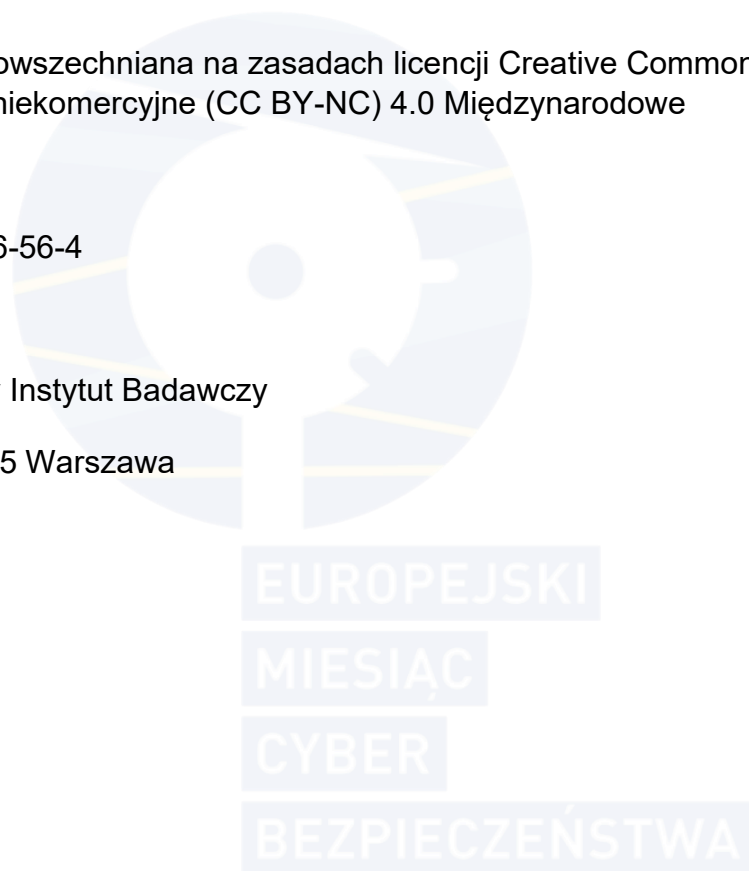 owszechniana na zasadach licencji Creative Common
niekomercyjne (CC BY-NC) 4.0 Międzynarodowe
6-56-4
Instytut Badawczy
5 Warszawa
EUROPEJSKI
MIESIĄC
CYBER
BEZPIECZEŃSTWA